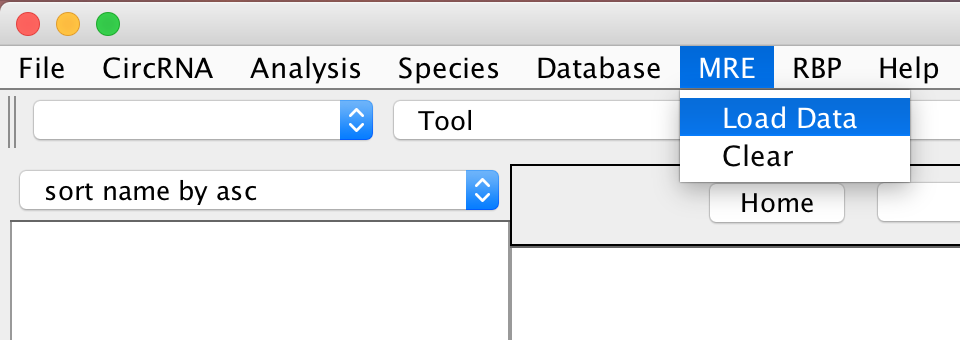 File CircRNA Analysis Species Database MRE RBP Help
Tool
Load Data
Clear
sort name by asc
Home